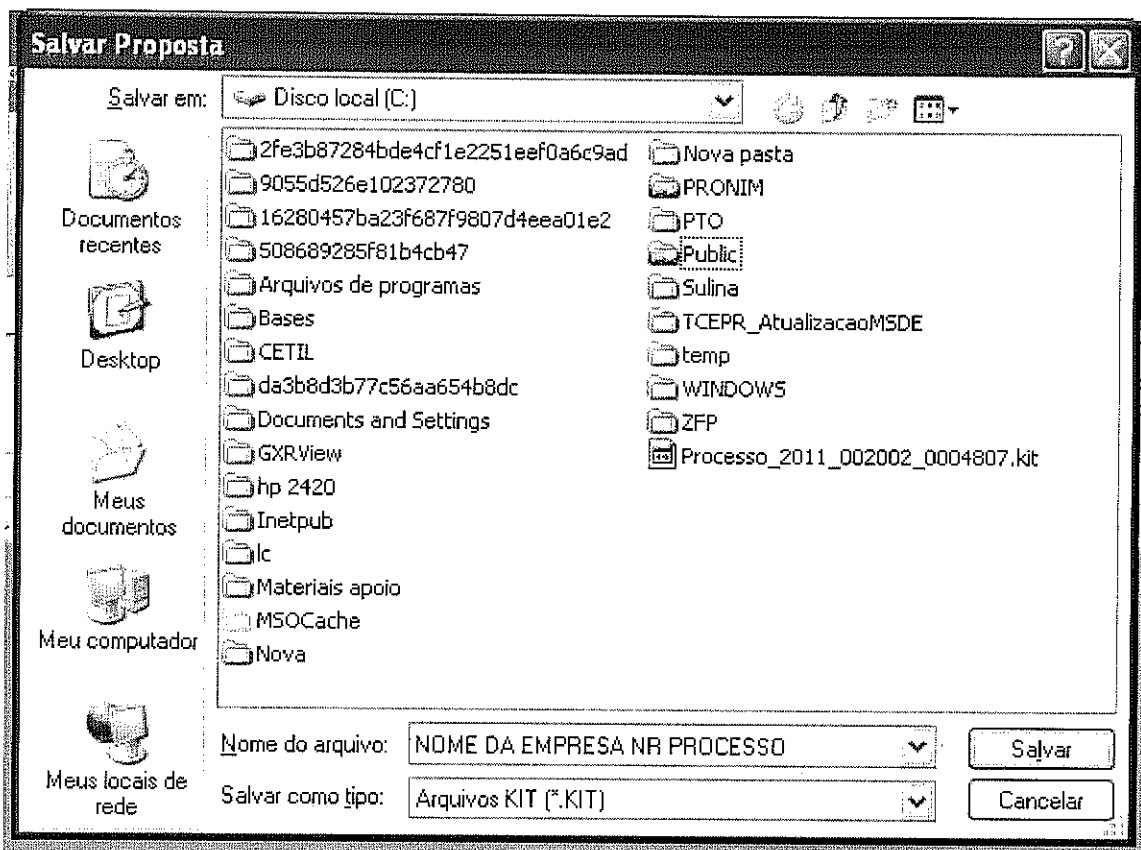 Salvar Proposta
Salvar em: Disco local (C:)
Documentos recentes
Desktop
Meus documentos
Meu computador
Meus locais de rede
2fe3b87284bde4cf1e2251eef0a6c9ad
9055d526e102372780
16280457ba23f687f9807d4eea01e2
508689285f81b4cb47
Arquivos de programas
Bases
CETIL
da3b8d3b77c56aa654b8dc
Documents and Settings
GXRView
hp 2420
Inetpub
lc
Materiais apoio
MSOCache
Nova
Nova pasta
PRONIM
PTO
Public
Sulina
TCEPR_AtualizacaoMSDE
temp
WINDOWS
ZFP
Processo_2011_002002_0004807.kit
Nome do arquivo: NOME DA EMPRESA NR PROCESSO
Salvar
Salvar como tipo: Arquivos KIT (*.KIT)
Cancelar